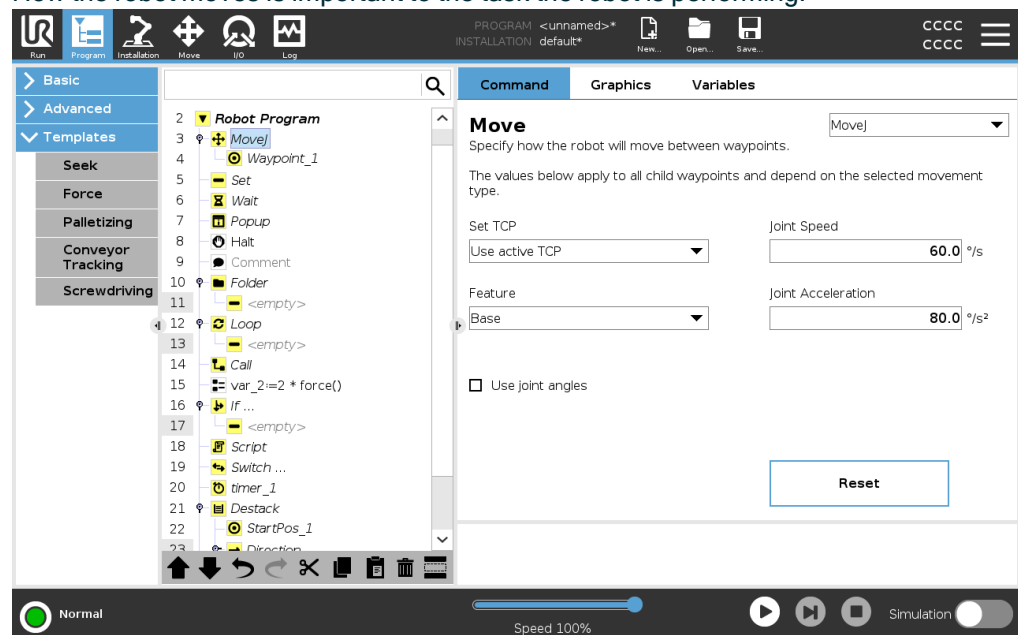 How the robot moves is important to the task the robot is performing.
PROGRAM <unnamed>*
INSTALLATION default*
UR
Run
Program
Installation
Move
I/O
Log
New...
Open...
Save...
CCCC
CCCC
Basic
Advanced
Templates
Seek
Force
Palletizing
Conveyor
Tracking
Screwdriving
2 Robot Program
3 MoveJ
4 Waypoint_1
5 Set
6 Wait
7 Popup
8 Halt
9 Comment
10 Folder
11 <empty>
12 Loop
13 <empty>
14 Call
15 var_2:=2 * force()
16 If ...
17 <empty>
18 Script
19 Switch ...
20 timer_1
21 Destack
22 StartPos_1
23 Direction
Command
Graphics
Variables
Move
MoveJ
Specify how the robot will move between waypoints.
The values below apply to all child waypoints and depend on the selected movement
type.
Set TCP
Joint Speed
Use active TCP
60.0 °/s
Feature
Joint Acceleration
Base
80.0 °/s²
Use joint angles
Reset
Normal
Speed 100%
Simulation